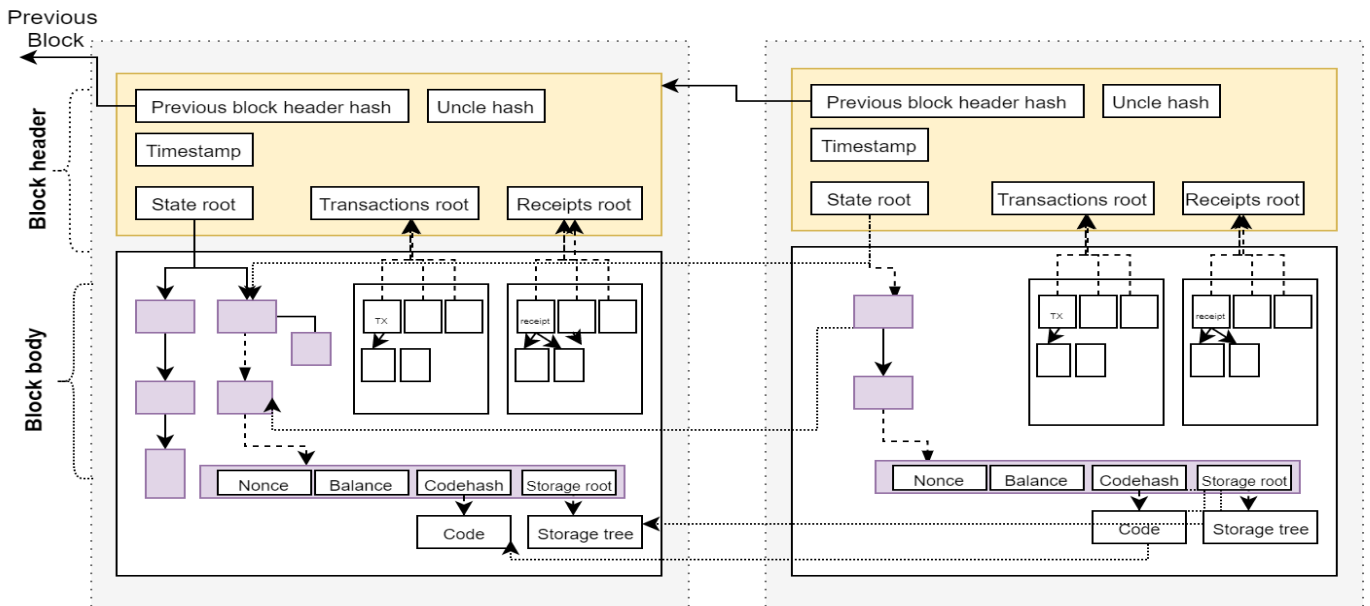 Previous
Block
Block header
Previous block header hash
Uncle hash
Timestamp
State root
Transactions root
Receipts root
Block body
TX
receipt
Nonce
Balance
Codehash
Storage root
Code
Storage tree
Previous block header hash
Uncle hash
Timestamp
State root
Transactions root
Receipts root
TX
receipt
Nonce
Balance
Codehash
Storage root
Code
Storage tree